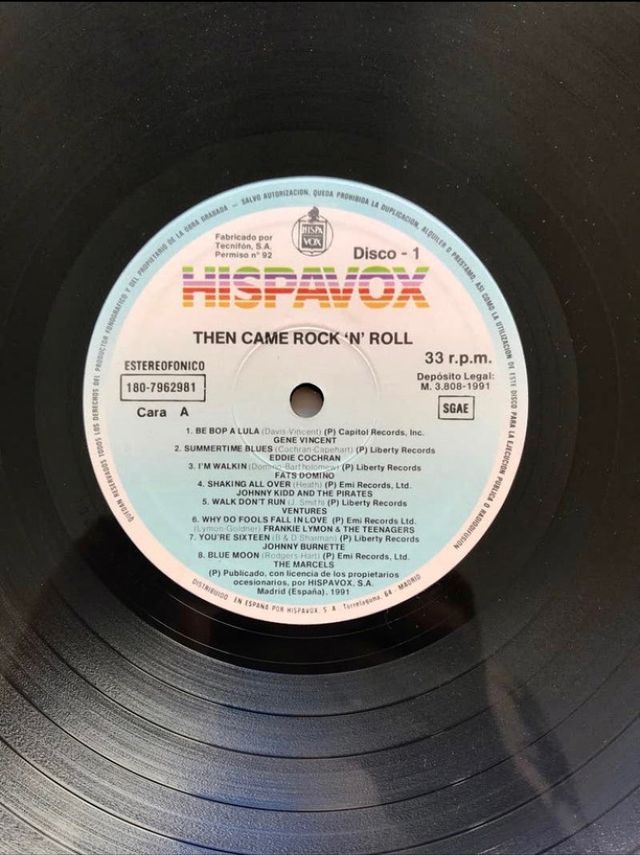 QUEDAN RESERVADOS TODOS LOS DERECHOS DEL PRODUCTOR FONOGRAFICO Y DEL PROPIETARIO DE LA OBRA GRABADA – SALVO AUTORIZACION, QUEDA PROHIBIDA LA DUPLICACION, ALQUILER O PRESTAMO, ASI COMO LA UTILIZACION DE ESTE DISCO PARA LA EJECUCION PUBLICA O RADIODIFUSION
HISPA
VOX
Fabricado por
Tecnifón, S.A.
Permiso n° 92
Disco - 1
HISPAVOX
THEN CAME ROCK 'N' ROLL
ESTEREOFONICO
180-7962981
Cara A
33 r.p.m.
Depósito Legal:
M. 3.808-1991
SGAE
1. BE BOP A LULA (Davis-Vincent) (P) Capitol Records, Inc.
GENE VINCENT
2. SUMMERTIME BLUES (Cochran-Capehart) (P) Liberty Records
EDDIE COCHRAN
3. I'M WALKIN (Domino-Bartholomew) (P) Liberty Records
FATS DOMINO
4. SHAKING ALL OVER (Heath) (P) Emi Records, Ltd.
JOHNNY KIDD AND THE PIRATES
5. WALK DON'T RUN (J. Smith) (P) Liberty Records
VENTURES
6. WHY DO FOOLS FALL IN LOVE (P) Emi Records, Ltd.
(Lymon-Goldner) FRANKIE LYMON & THE TEENAGERS
7. YOU'RE SIXTEEN (B & D Sharman) (P) Liberty Records
JOHNNY BURNETTE
8. BLUE MOON (Rodgers-Hart) (P) Emi Records, Ltd.
THE MARCELS
(P) Publicado, con licencia de los propietarios
ocesionarios, por HISPAVOX, S.A.
Madrid (España). 1991
DISTRIBUIDO EN ESPAÑA POR HISPAVOX, S. A. Torrelaguna, 64 - MADRID